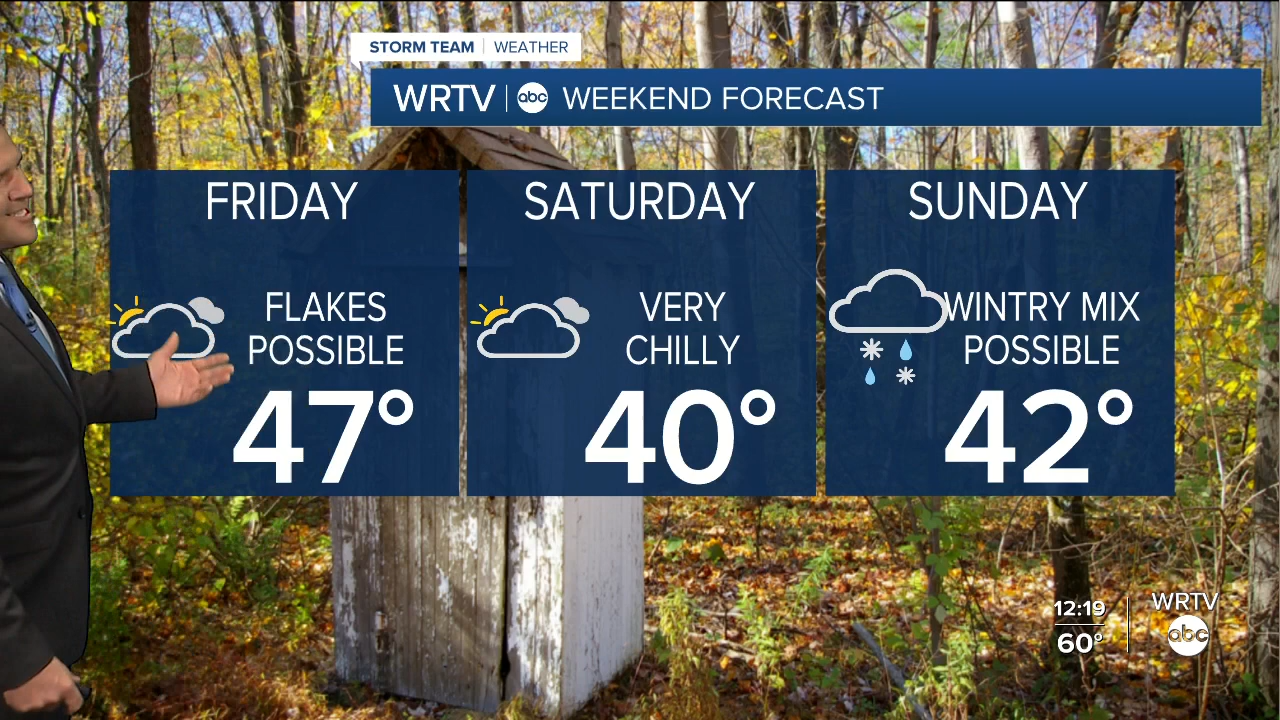 STORM TEAM | WEATHER
WRTV | abc WEEKEND FORECAST
FRIDAY
FLAKES
POSSIBLE
47°
SATURDAY
VERY
CHILLY
40°
SUNDAY
WINTRY MIX
POSSIBLE
42°
12:19
60°
WRTV
abc